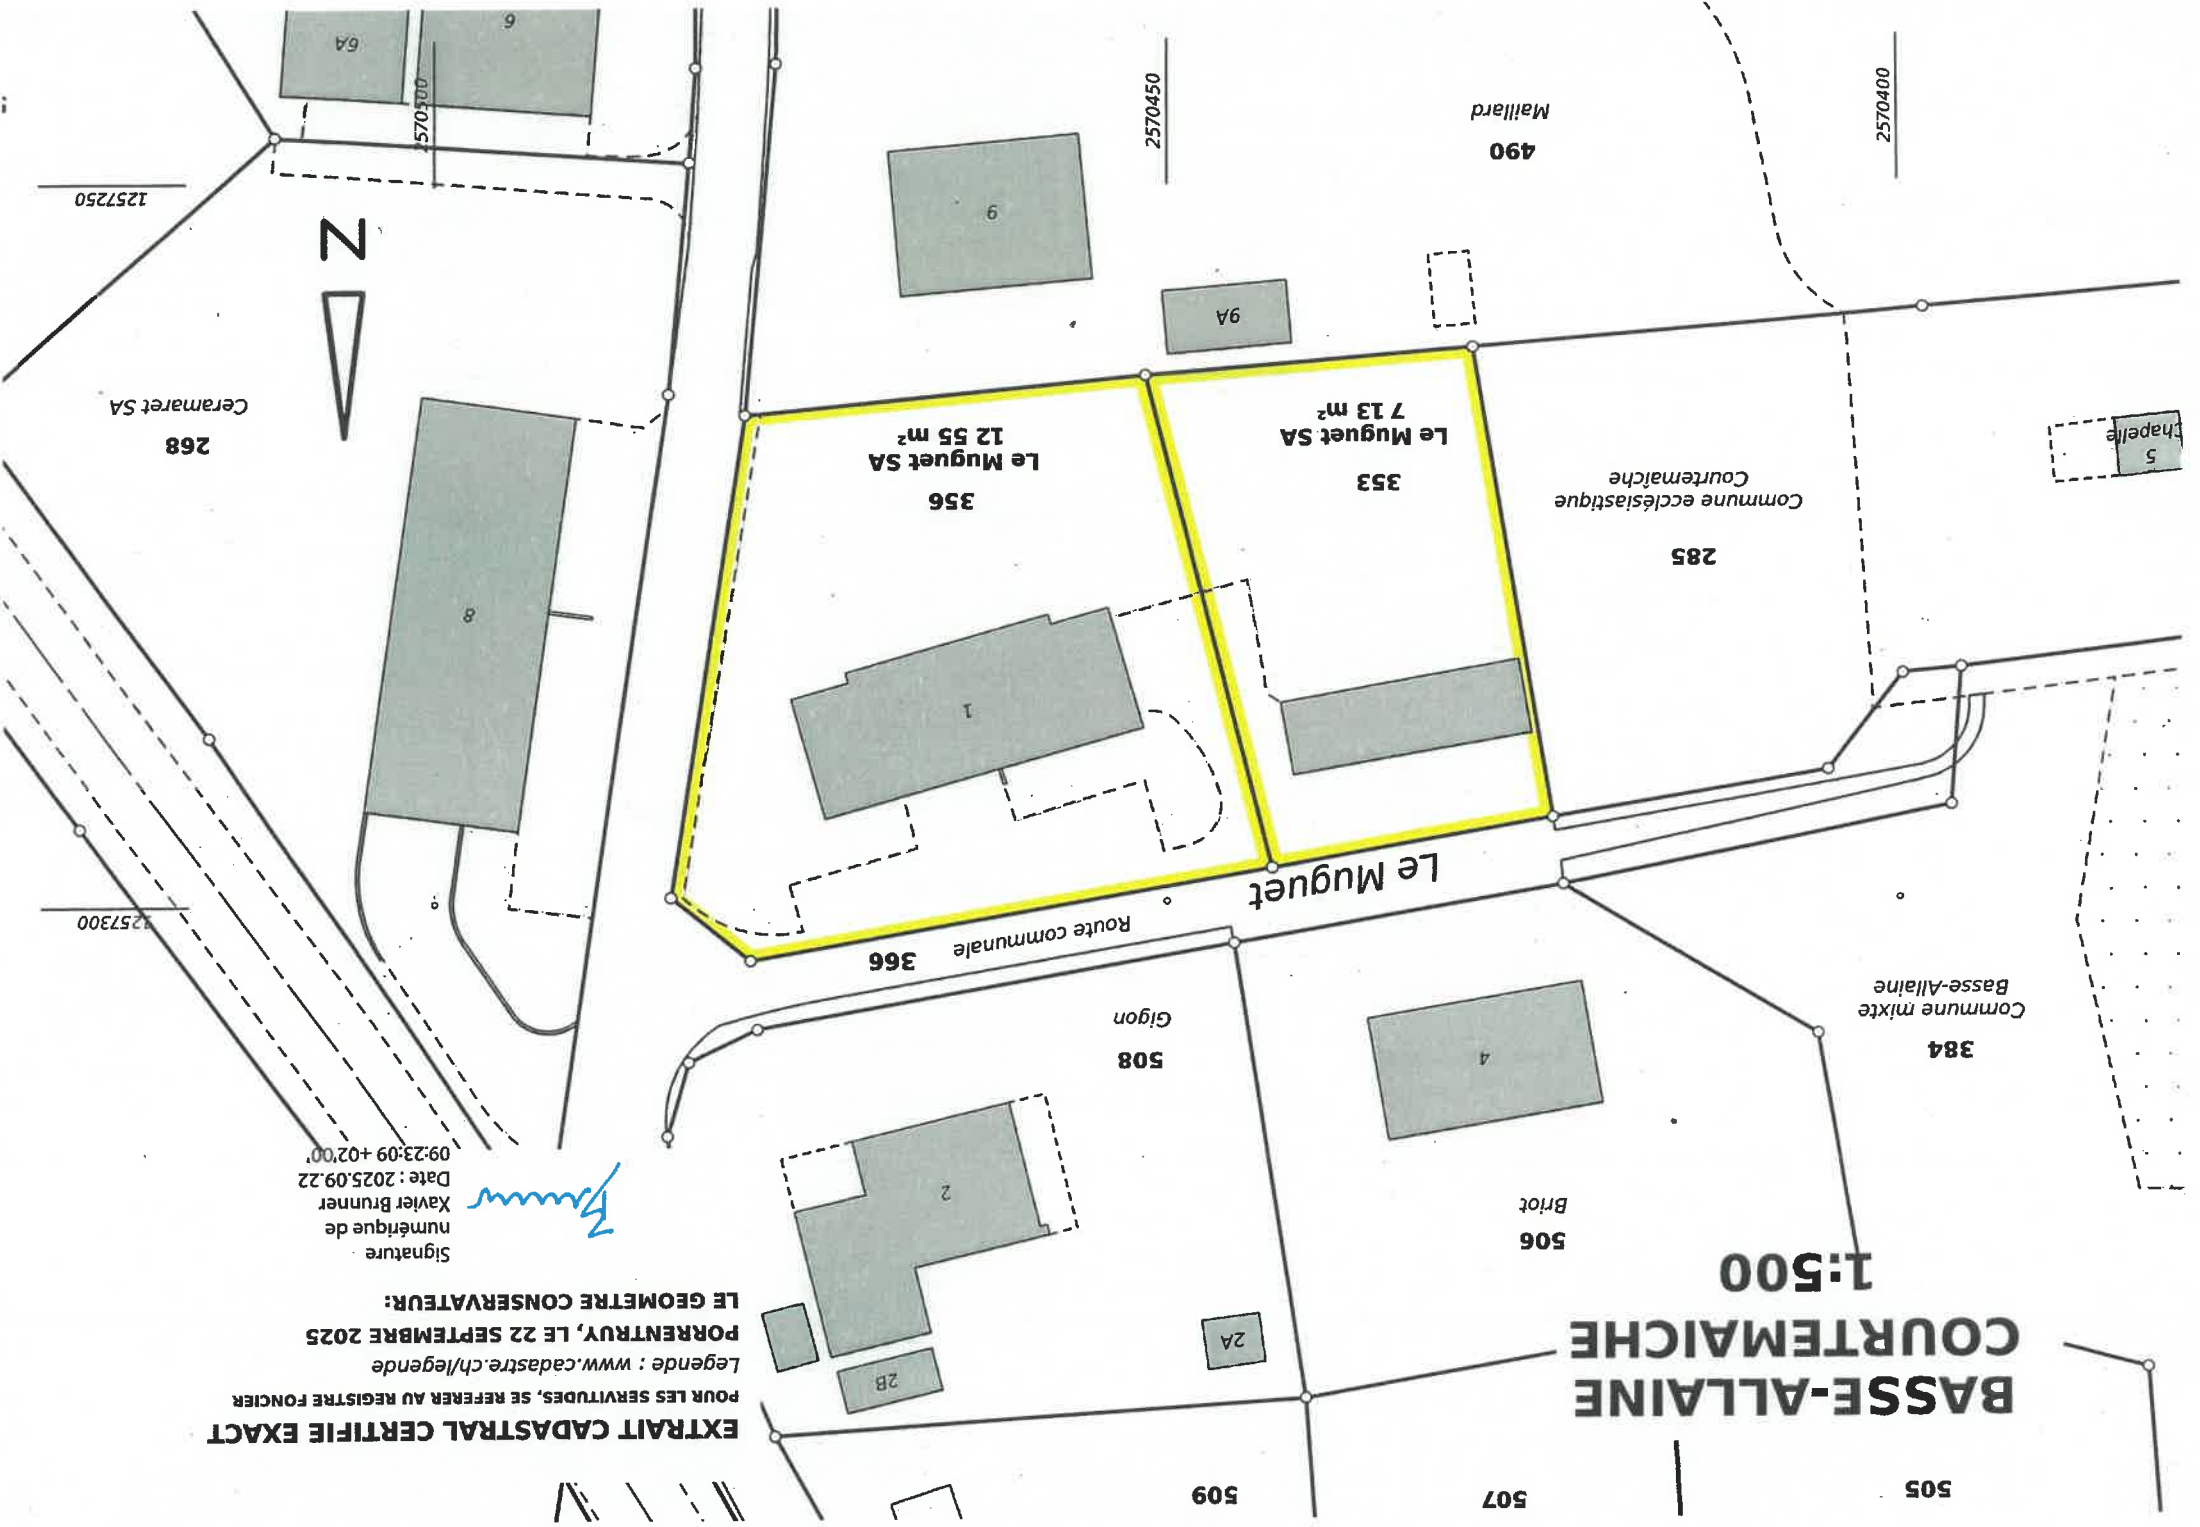 505
507
509
BASSE-ALLAINE
COURTEMAICHE
1:500
EXTRAIT CADASTRAL CERTIFIE EXACT
POUR LES SERVITUDES, SE REFERER AU REGISTRE FONCIER
Legende : www.cadastre.ch/legende
PORRENTRUY, LE 22 SEPTEMBRE 2025
LE GEOMETRE CONSERVATEUR:
Signature
numérique de
Xavier Brunner
Date : 2025.09.22
09:23:09 +02'00'
2A
2B
2
506
Briot
4
384
Commune mixte
Basse-Allaine
508
Gigon
366
Route communale
Le Muguet
1257300
5
Chapelle
285
Commune ecclésiastique
Courtemaîche
353
Le Muguet SA
7 13 m²
1
356
Le Muguet SA
12 55 m²
8
268
Ceramaret SA
N
9A
9
490
Maillard
1257250
2570400
2570450
2570500
6
6A